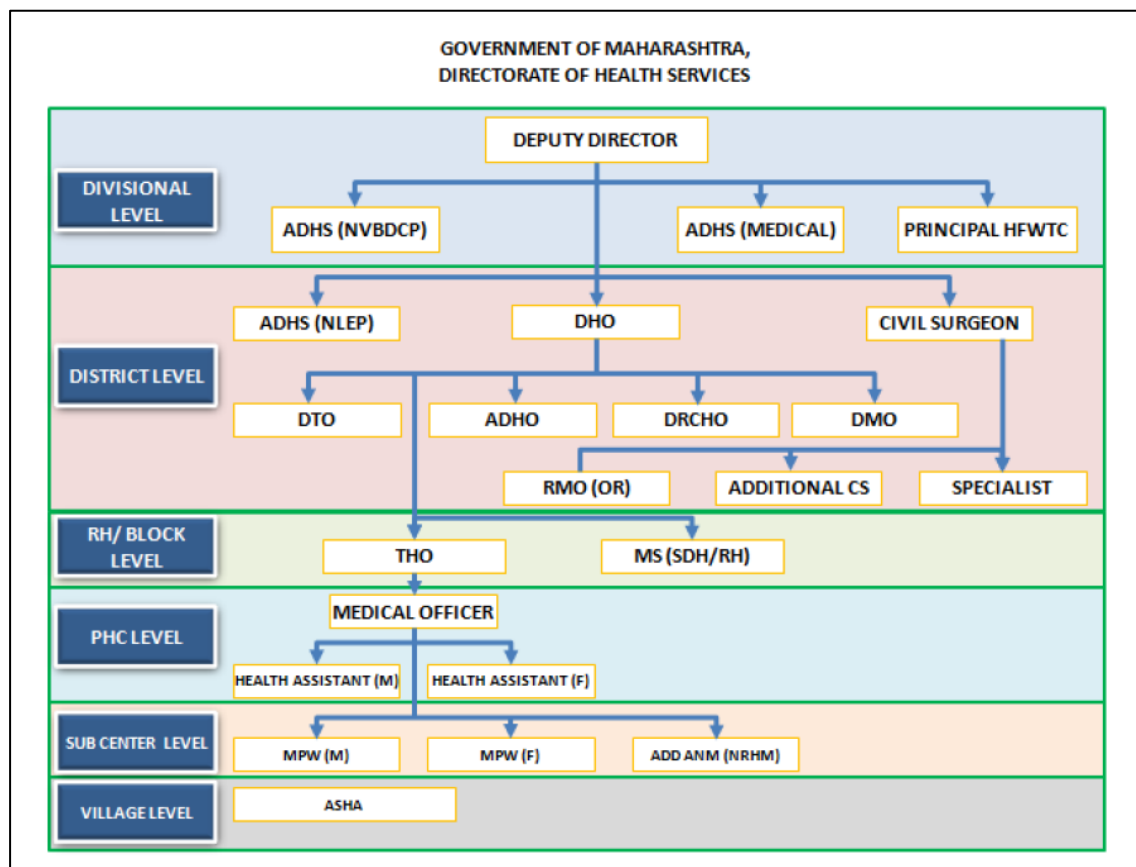 GOVERNMENT OF MAHARASHTRA,
DIRECTORATE OF HEALTH SERVICES
DIVISIONAL
LEVEL
DEPUTY DIRECTOR
ADHS (NVBDCP)
ADHS (MEDICAL)
PRINCIPAL HFWTC
DISTRICT LEVEL
ADHS (NLEP)
DHO
CIVIL SURGEON
DTO
ADHO
DRCHO
DMO
RMO (OR)
ADDITIONAL CS
SPECIALIST
RH/ BLOCK
LEVEL
THO
MS (SDH/RH)
PHC LEVEL
MEDICAL OFFICER
HEALTH ASSISTANT (M)
HEALTH ASSISTANT (F)
SUB CENTER LEVEL
MPW (M)
MPW (F)
ADD ANM (NRHM)
VILLAGE LEVEL
ASHA